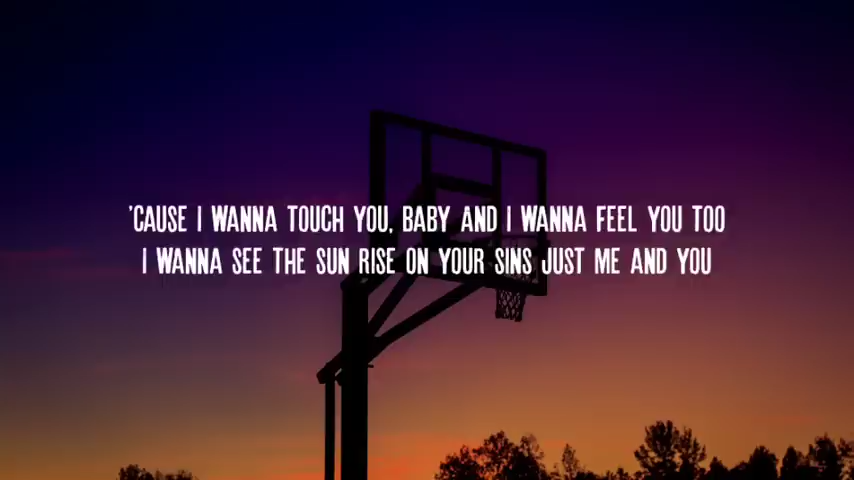 'CAUSE I WANNA TOUCH YOU, BABY AND I WANNA FEEL YOU TOO
I WANNA SEE THE SUN RISE ON YOUR SINS JUST ME AND YOU